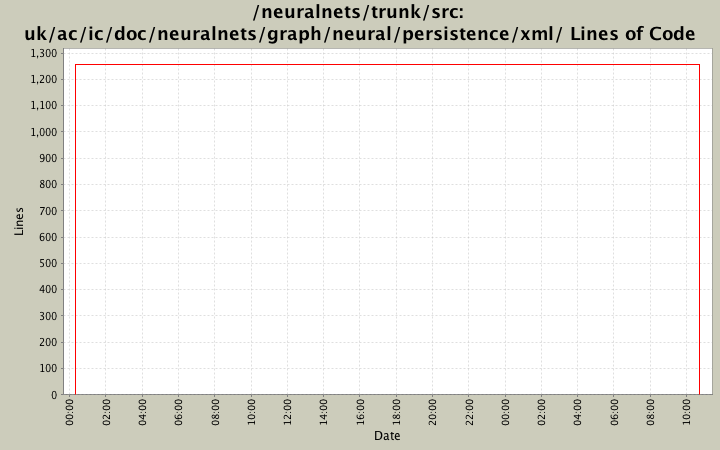 /neuralnets/trunk/src:
uk/ac/ic/doc/neuralnets/graph/neural/persistence/xml/ Lines of Code
1,300
1,200
1,100
1,000
900
800
700
600
500
400
300
200
100
0
Lines
00:00 02:00 04:00 06:00 08:00 10:00 12:00 14:00 16:00 18:00 20:00 22:00 00:00 02:00 04:00 06:00 08:00 10:00
Date